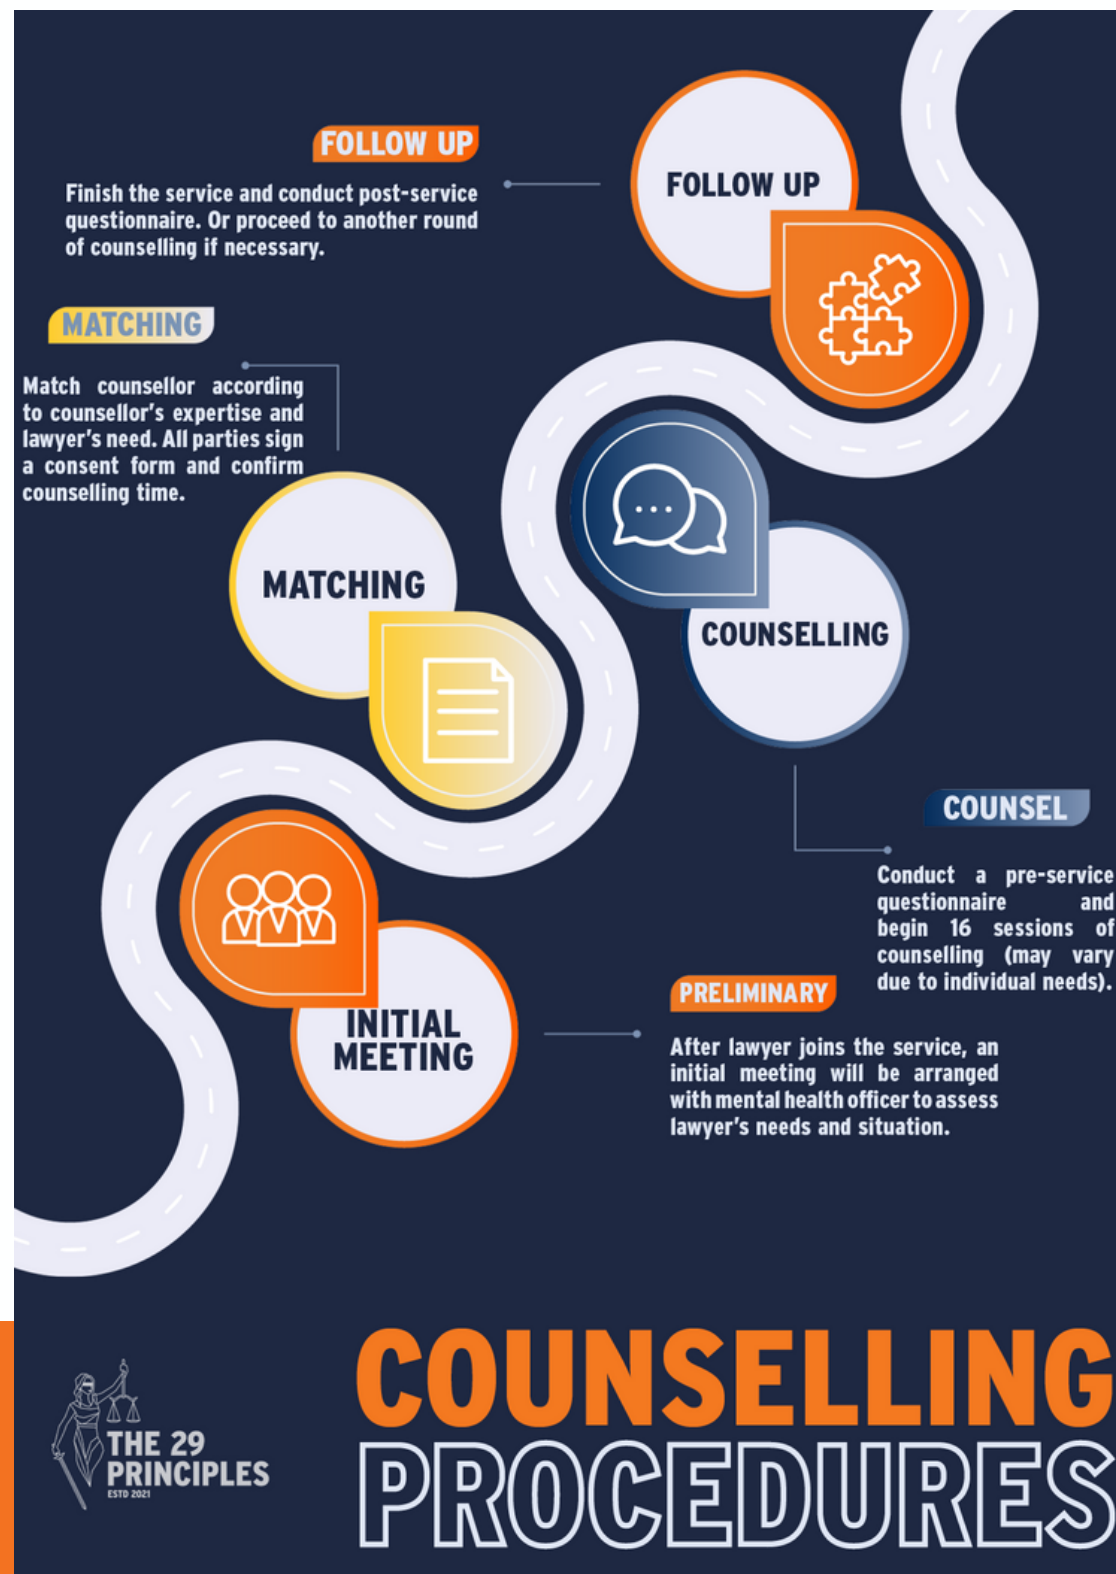 FOLLOW UP
Finish the service and conduct post-service
questionnaire. Or proceed to another round
of counselling if necessary.
FOLLOW UP
MATCHING
Match counsellor according
to counsellor's expertise and
lawyer's need. All parties sign
a consent form and confirm
counselling time.
MATCHING
COUNSELLING
COUNSEL
Conduct a pre-service
questionnaire and
begin 16 sessions of
counselling (may vary
due to individual needs).
INITIAL
MEETING
PRELIMINARY
After lawyer joins the service, an
initial meeting will be arranged
with mental health officer to assess
lawyer's needs and situation.
COUNSELLING
PROCEDURES
THE 29
PRINCIPLES
ESTD 2021